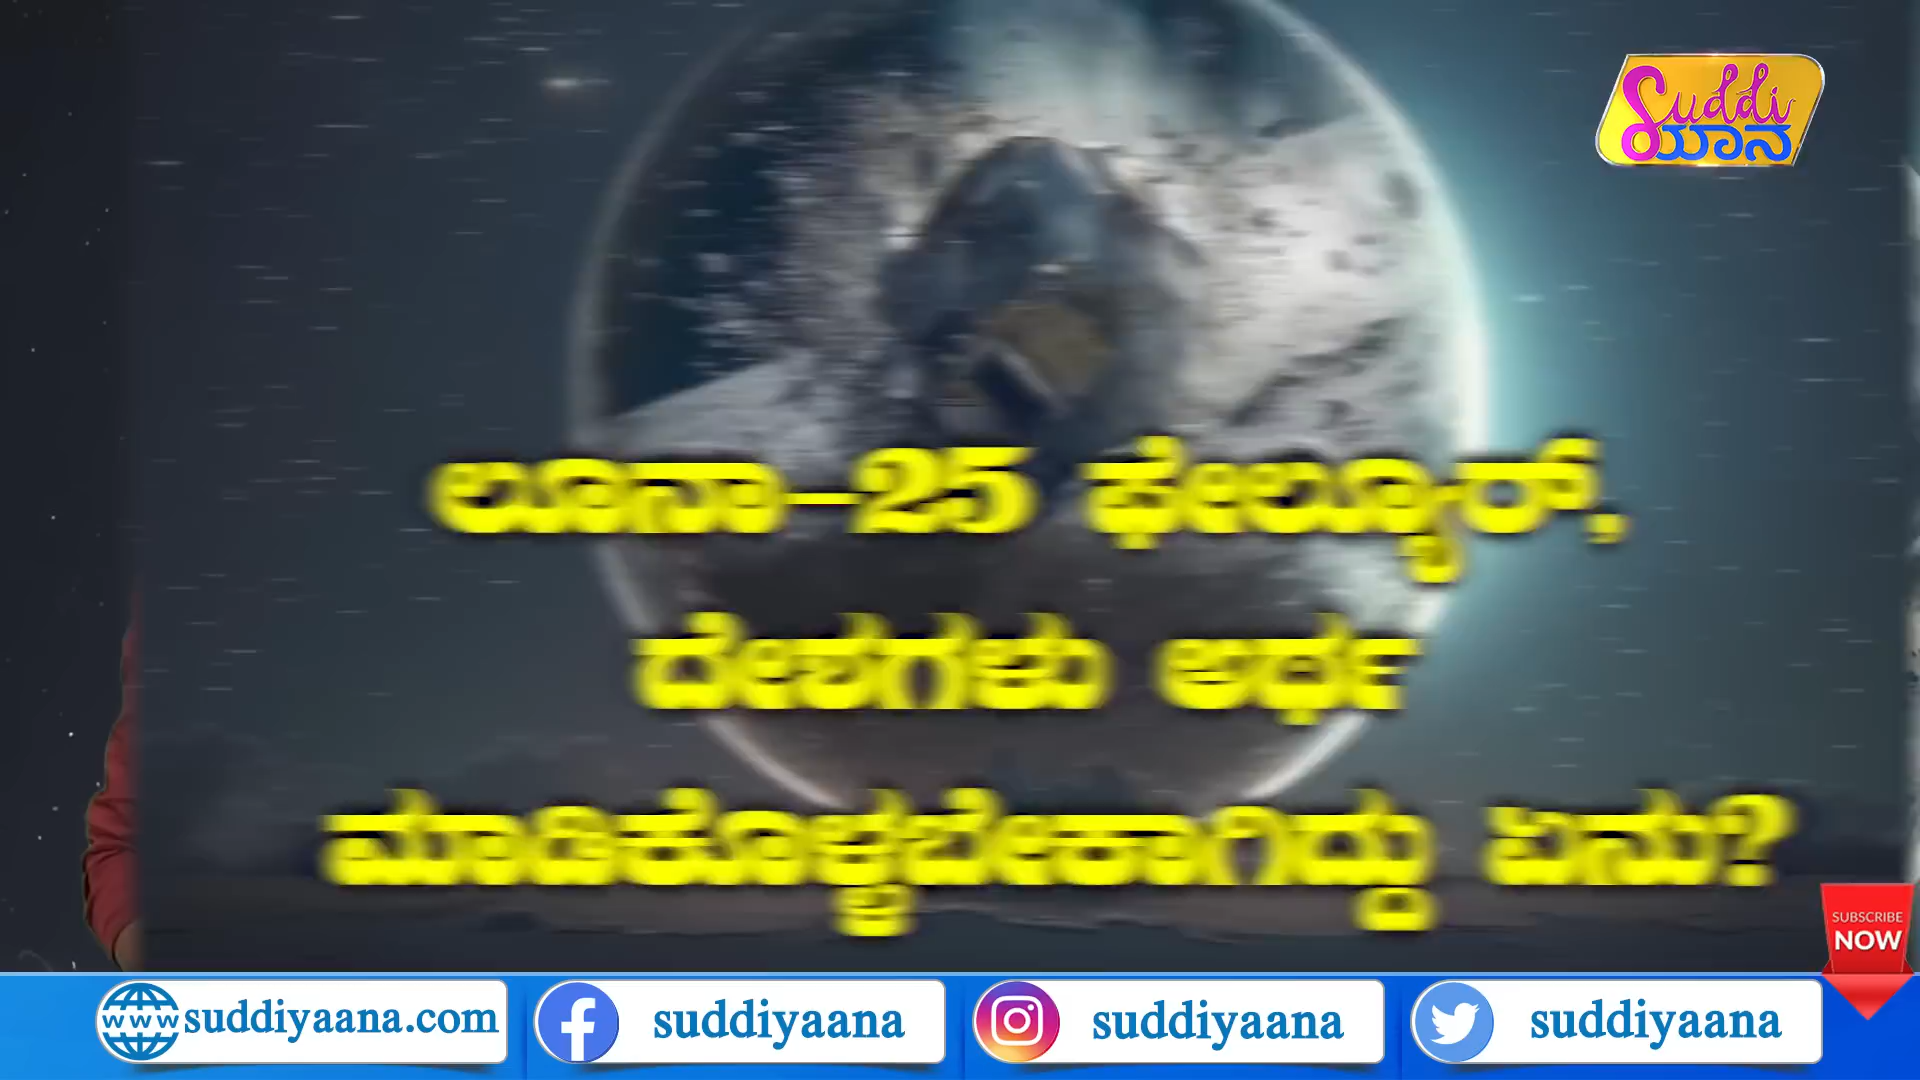 Suddi
ಯಾನ
ಲೂನಾ-25 ಫೇಲ್ಯೂರ್,
ದೇಶಗಳು ಅರ್ಥ
ಮಾಡಿಕೊಳ್ಳಬೇಕಾಗಿದ್ದು ಏನು?
SUBSCRIBE
NOW
www suddiyaana.com
suddiyaana
suddiyaana
suddiyaana